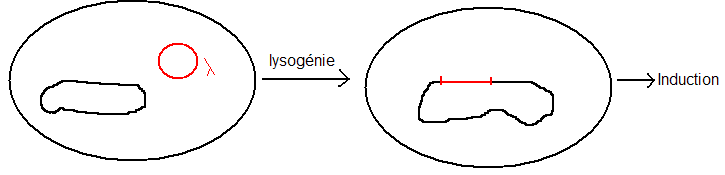 λ
lysogénie
Induction